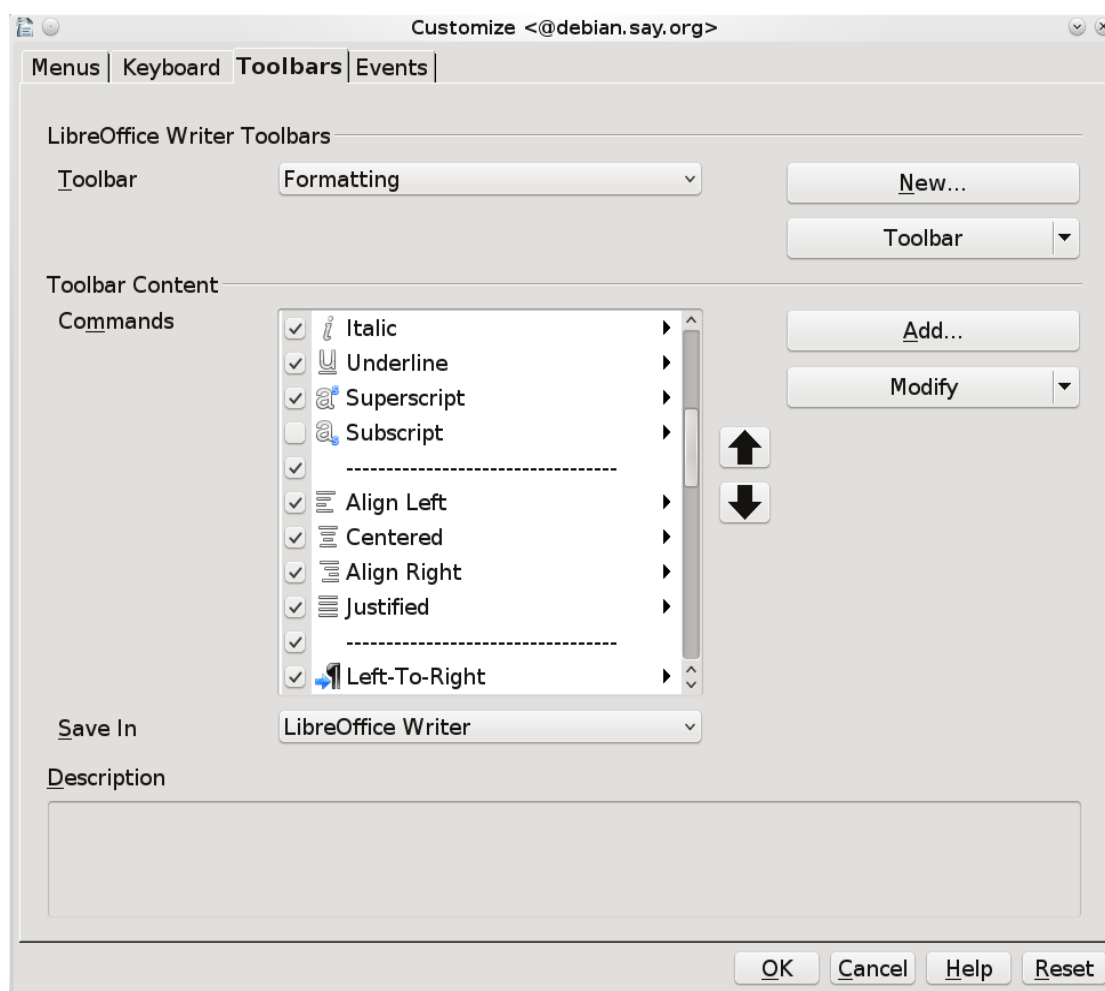 Customize <@debian.say.org>
Menus Keyboard Toolbars Events
LibreOffice Writer Toolbars
Toolbar Formatting New...
Toolbar
Toolbar Content
Commands Add...
Modify
Italic
Underline
Superscript
Subscript
---------------------------------
Align Left
Centered
Align Right
Justified
---------------------------------
Left-To-Right
Save In LibreOffice Writer
Description
OK Cancel Help Reset